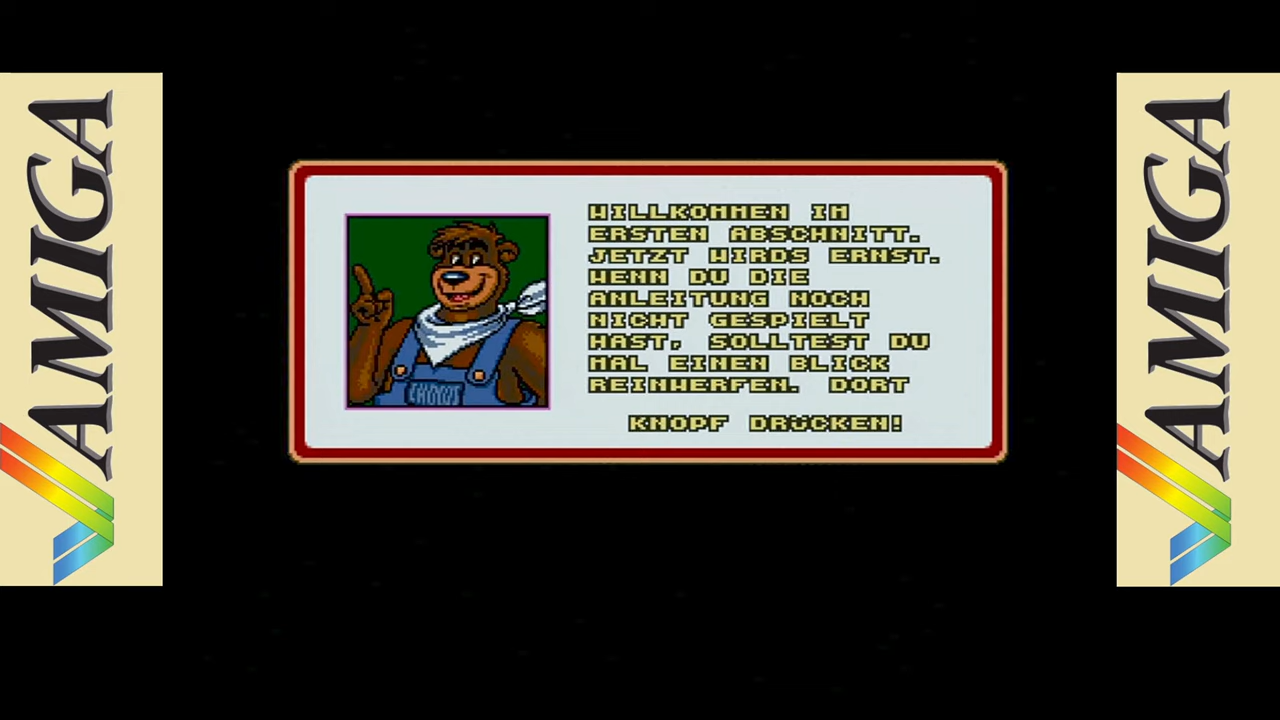 AMIGA
WILLKOMMEN IM
ERSTEN ABSCHNITT.
JETZT WIRDS ERNST.
WENN DU DIE
ANLEITUNG NOCH
NICHT GESPIELT
HAST, SOLLTEST DU
MAL EINEN BLICK
REINWERFEN. DORT
KNOPF DRÜCKEN!
AMIGA